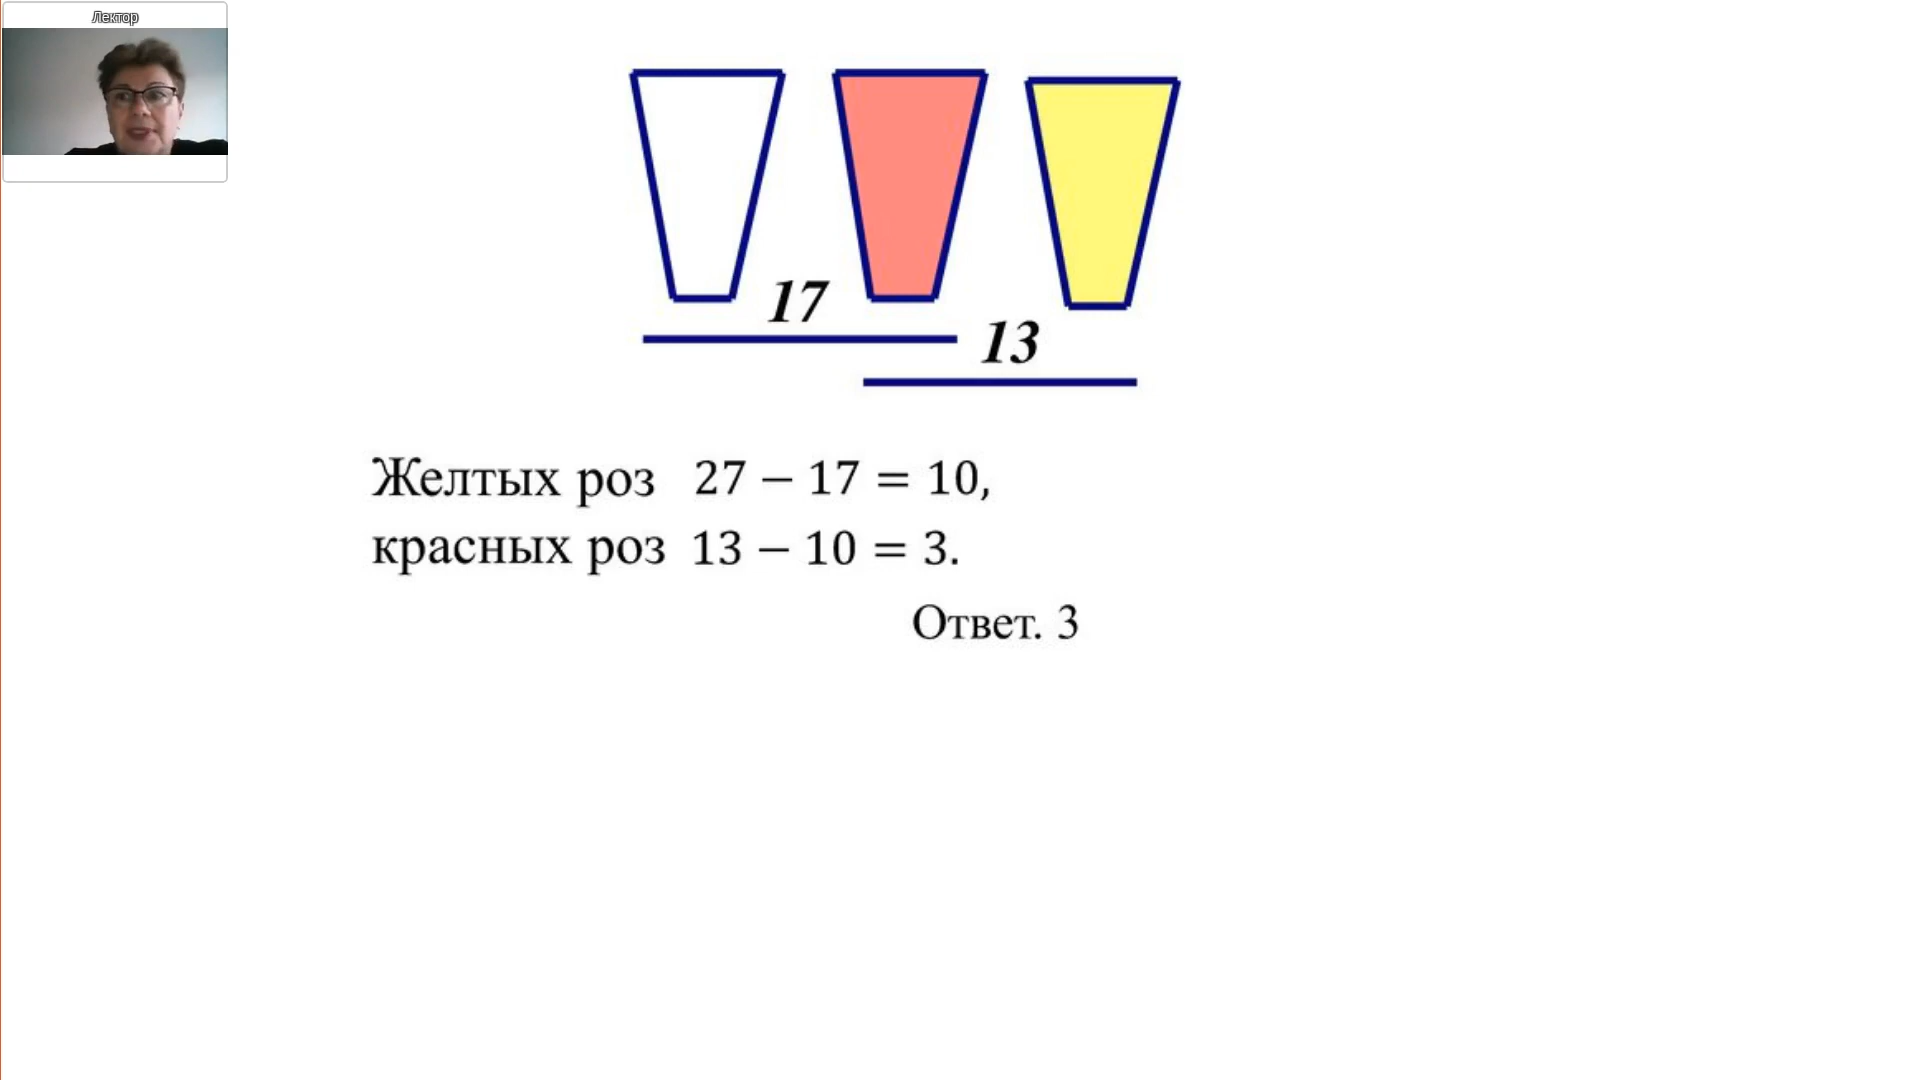 Лектор
17
13
Желтых роз 27 − 17 = 10,
красных роз 13 − 10 = 3.
Ответ. 3